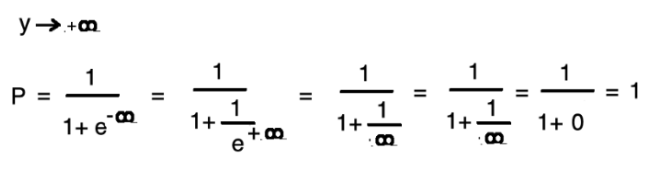 y → +∞
P = 1/(1+ e^-∞) = 1/(1+ 1/e^+∞) = 1/(1+ 1/∞) = 1/(1+ 1/∞) = 1/(1+ 0) = 1